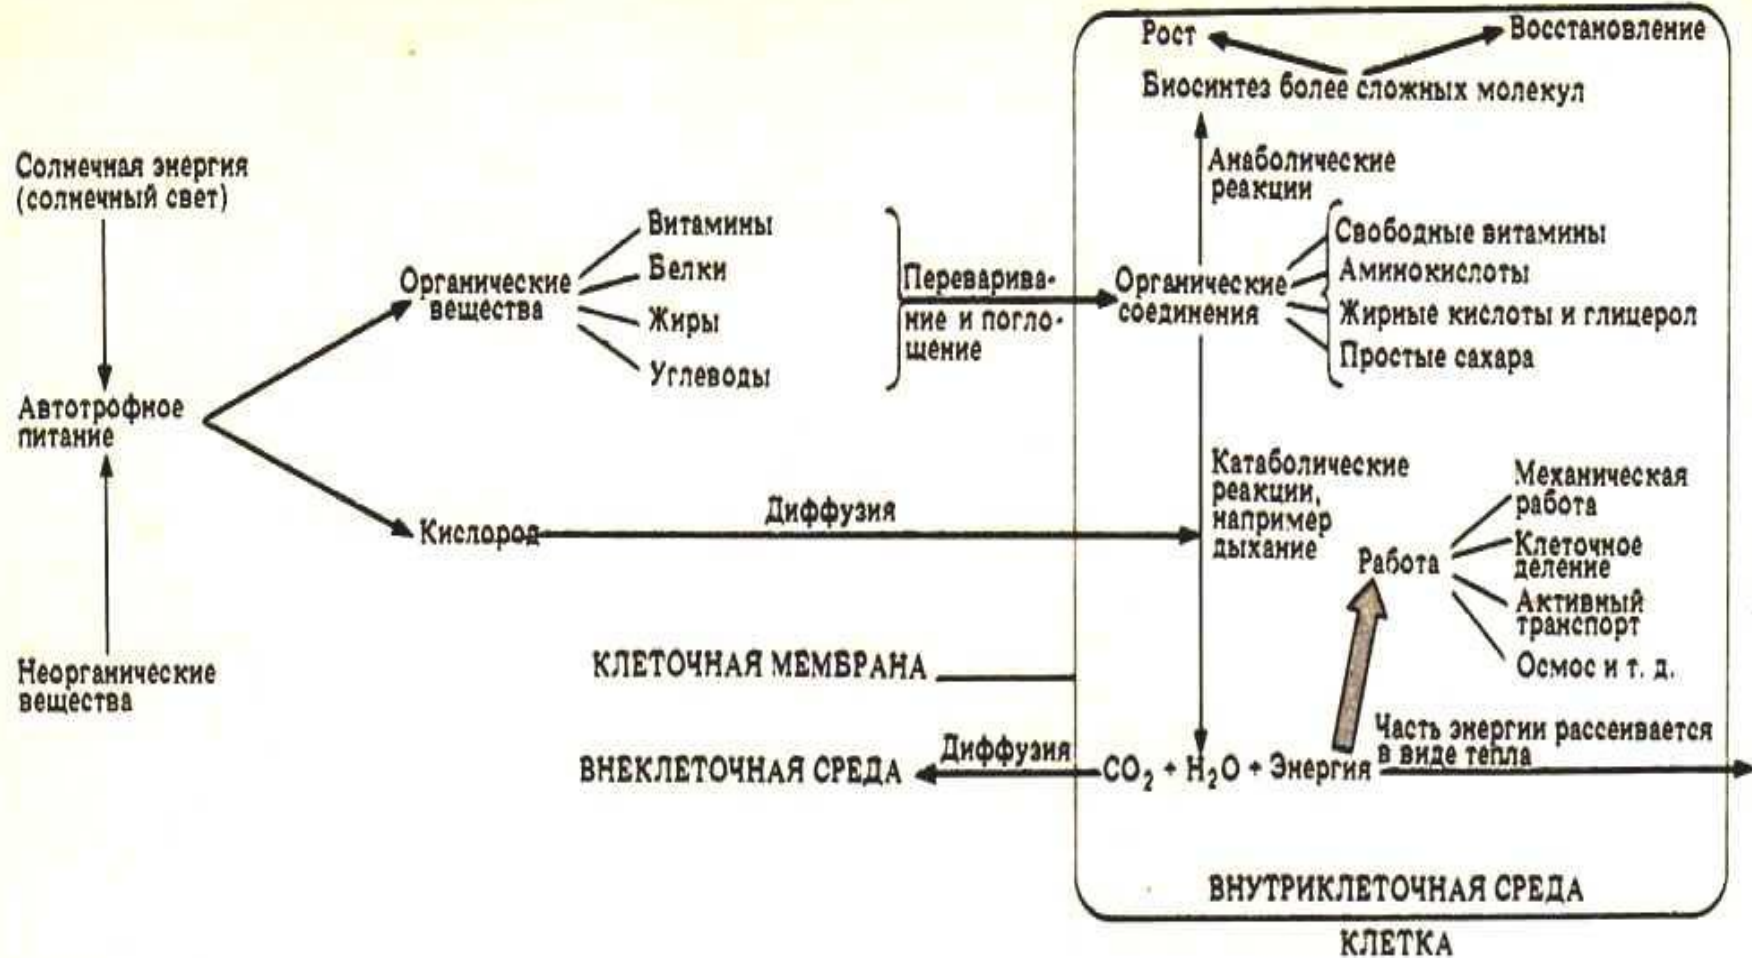 Рост
Восстановление
Биосинтез более сложных молекул
Солнечная энергия
(солнечный свет)
Анаболические
реакции
Витамины
Белки
Жиры
Углеводы
Органические
вещества
Переварива-
ние и погло-
щение
Органические
соединения
Свободные витамины
Аминокислоты
Жирные кислоты и глицерол
Простые сахара
Автотрофное
питание
Катаболические
реакции,
например
дыхание
Кислород
Диффузия
Работа
Механическая
работа
Клеточное
деление
Активный
транспорт
Осмос и т. д.
Неорганические
вещества
КЛЕТОЧНАЯ МЕМБРАНА
Часть энергии рассеивается
в виде тепла
ВНЕКЛЕТОЧНАЯ СРЕДА
Диффузия
CO₂ + H₂O + Энергия
ВНУТРИКЛЕТОЧНАЯ СРЕДА
КЛЕТКА